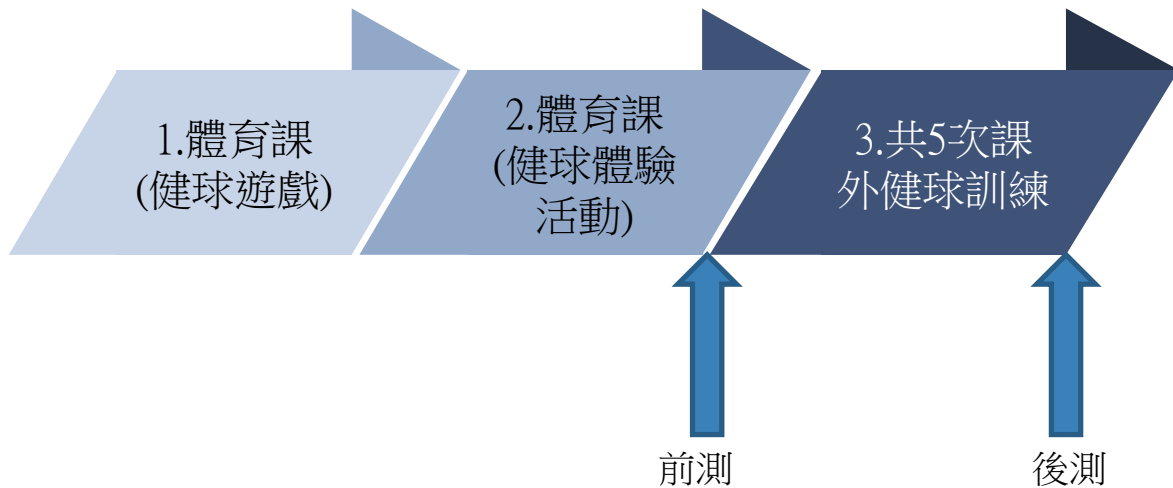 1.體育課
(健球遊戲)
2.體育課
(健球體驗
活動)
3.共5次課
外健球訓練
前測
後測